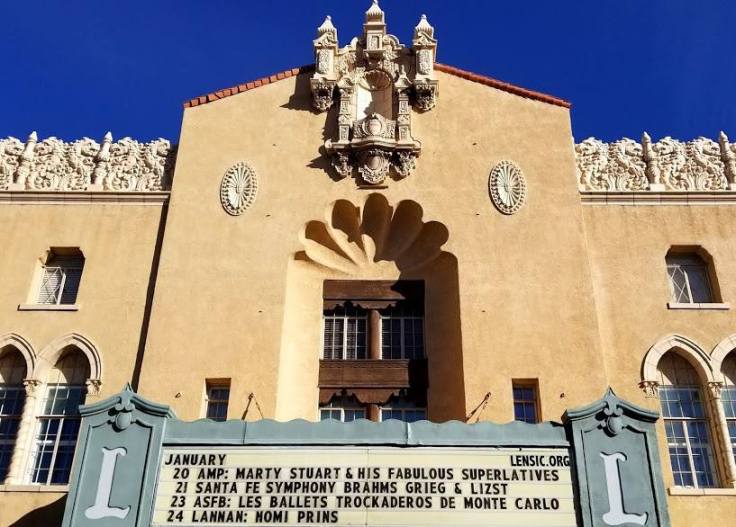 L
JANUARY LENSIC.ORG
20 AMP: MARTY STUART & HIS FABULOUS SUPERLATIVES
21 SANTA FE SYMPHONY BRAHMS GRIEG & LIZST
23 ASFB: LES BALLETS TROCKADEROS DE MONTE CARLO
24 LANNAN: NOMI PRINS
L